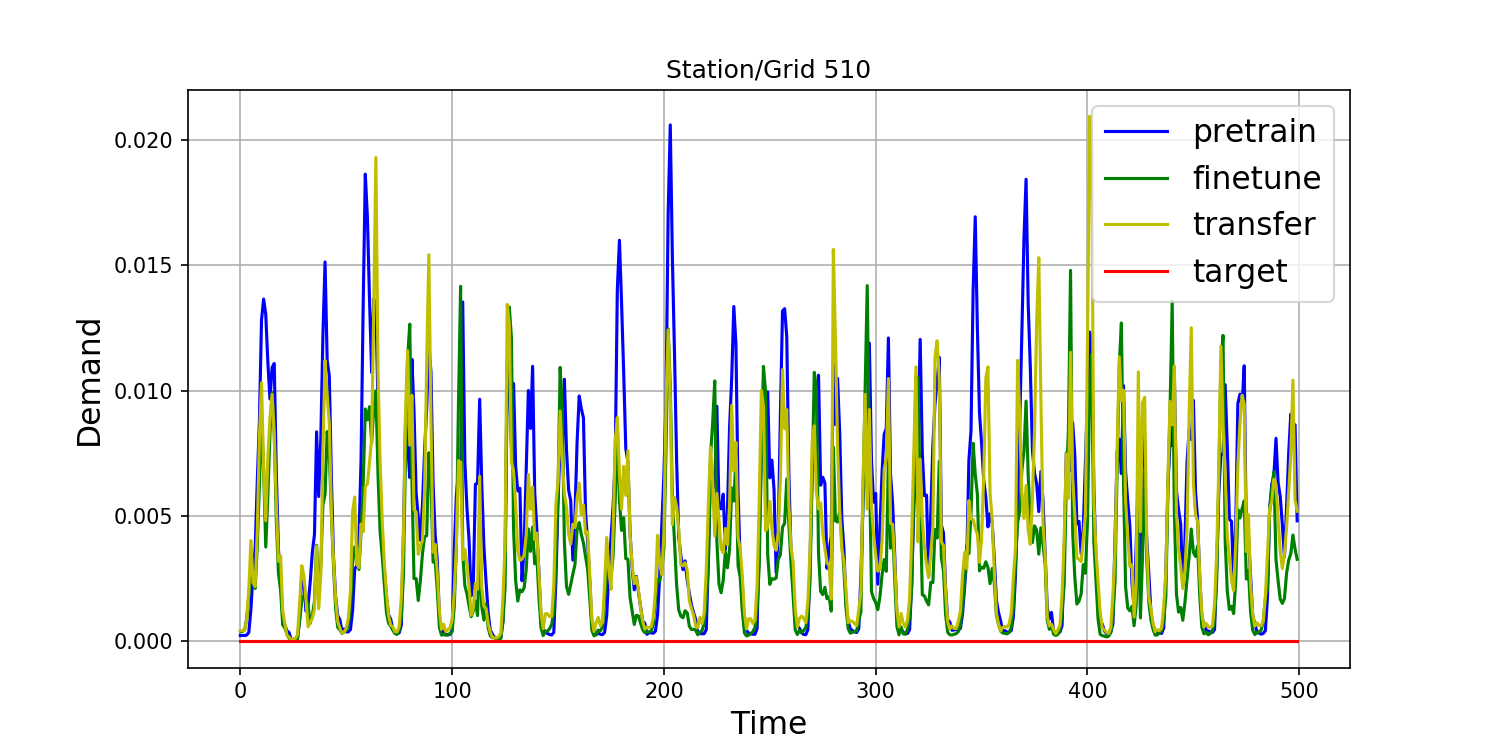 Station/Grid 510
pretrain
finetune
transfer
target
Demand
0.020
0.015
0.010
0.005
0.000
0 100 200 300 400 500
Time